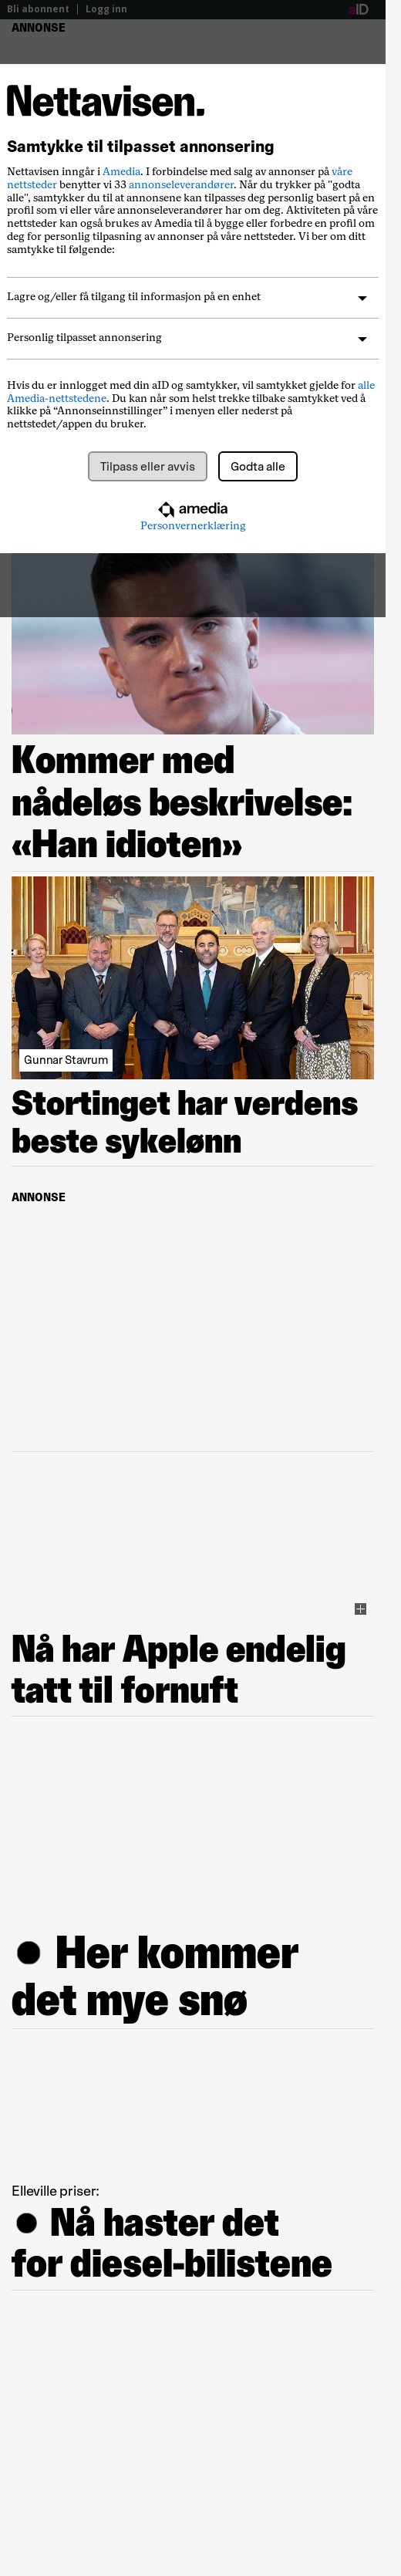 Bli abonnent | Logg inn
aID
ANNONSE
Nettavisen.
Samtykke til tilpasset annonsering
Nettavisen inngår i Amedia. I forbindelse med salg av annonser på våre
nettsteder benytter vi 33 annonseleverandører. Når du trykker på "godta
alle", samtykker du til at annonsene kan tilpasses deg personlig basert på en
profil som vi eller våre annonseleverandører har om deg. Aktiviteten på våre
nettsteder kan også brukes av Amedia til å bygge eller forbedre en profil om
deg for personlig tilpasning av annonser på våre nettsteder. Vi ber om ditt
samtykke til følgende:
Lagre og/eller få tilgang til informasjon på en enhet
Personlig tilpasset annonsering
Hvis du er innlogget med din aID og samtykker, vil samtykket gjelde for alle
Amedia-nettstedene. Du kan når som helst trekke tilbake samtykket ved å
klikke på “Annonseinnstillinger” i menyen eller nederst på
nettstedet/appen du bruker.
Tilpass eller avvis
Godta alle
amedia
Personvernerklæring
Kommer med
nådeløs beskrivelse:
«Han idioten»
Gunnar Stavrum
Stortinget har verdens
beste sykelønn
ANNONSE
Nå har Apple endelig
tatt til fornuft
Her kommer
det mye snø
Elleville priser:
Nå haster det
for diesel-bilistene